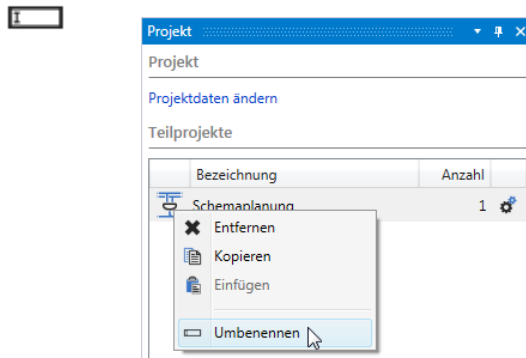 Projekt
Projekt
Projektdaten ändern
Teilprojekte
Bezeichnung Anzahl
Schemaplanung 1
Entfernen
Kopieren
Einfügen
Umbenennen